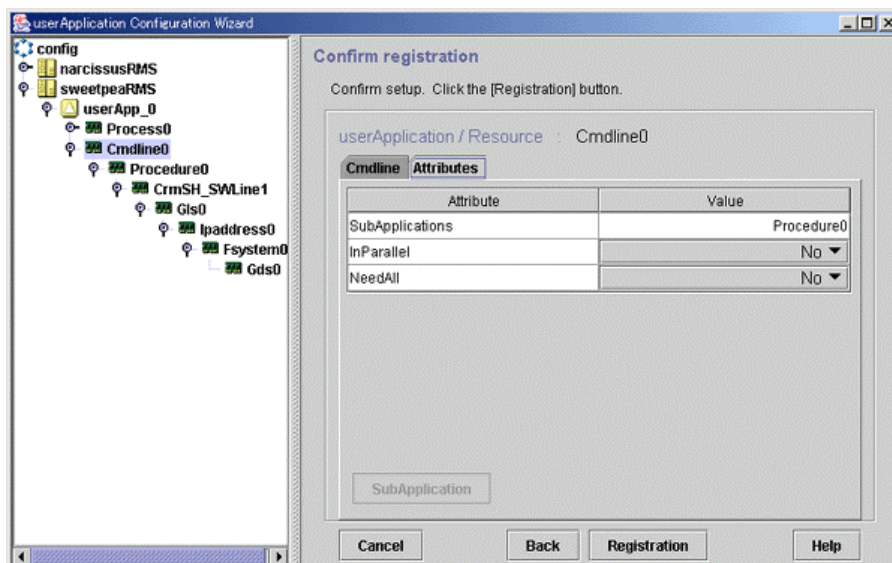 userApplication Configuration Wizard
config
narcissusRMS
sweetpeaRMS
userApp_0
Process0
Cmdline0
Procedure0
CrmSH_SWLine1
Gls0
Ipaddress0
Fsystem0
Gds0
Confirm registration
Confirm setup. Click the [Registration] button.
userApplication / Resource : Cmdline0
Cmdline Attributes
Attribute Value
SubApplications Procedure0
InParallel No
NeedAll No
SubApplication
Cancel Back Registration Help